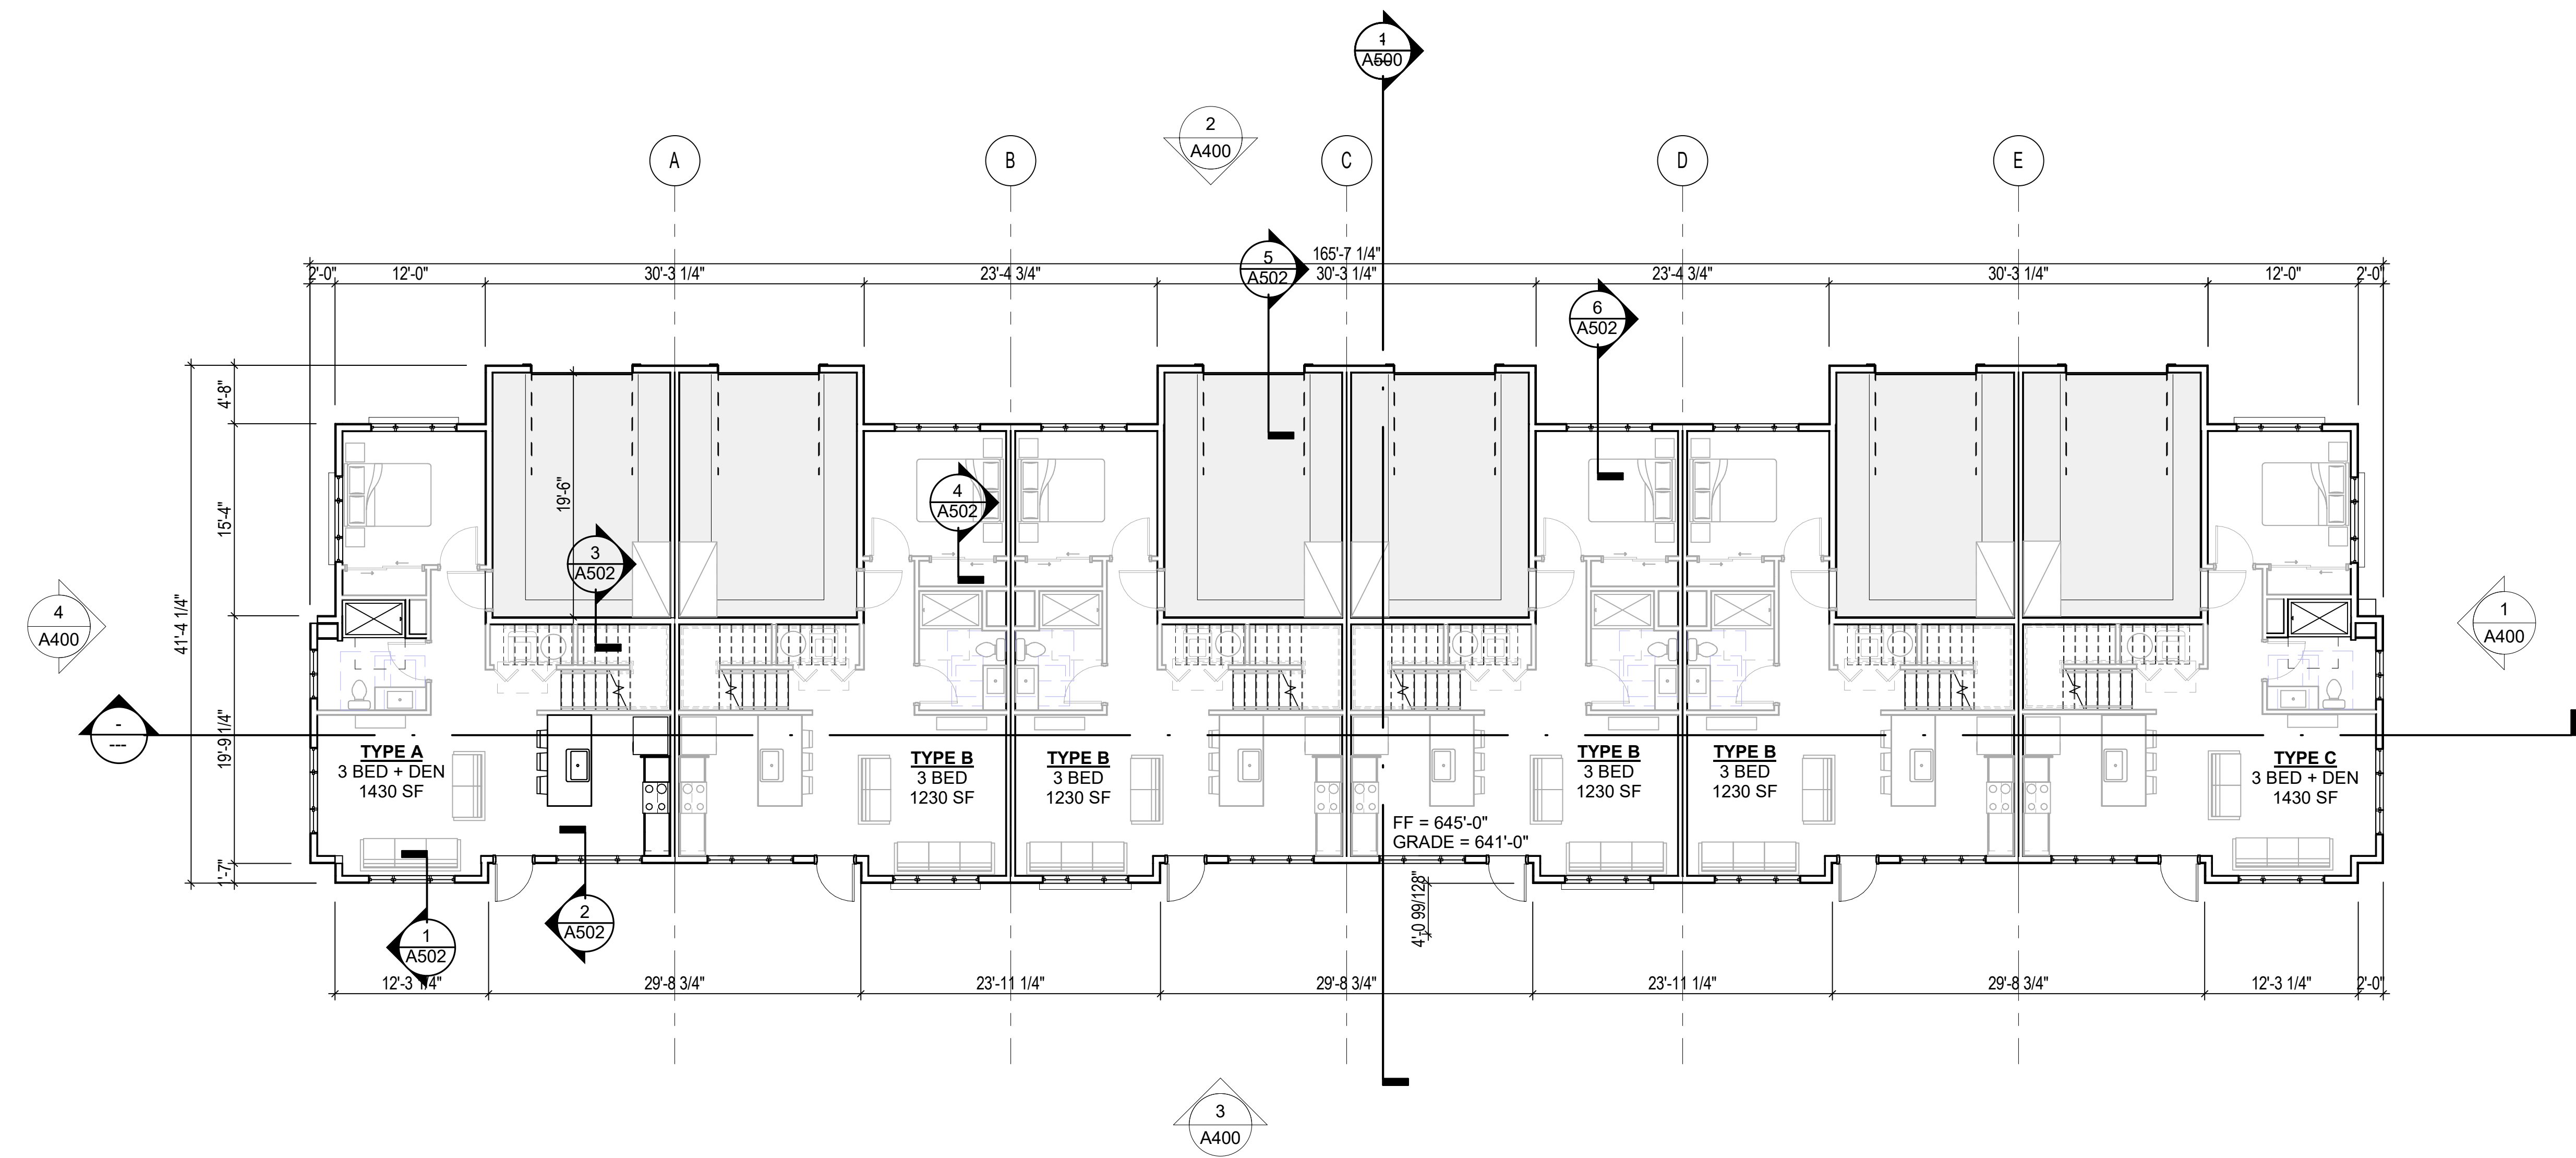 1
A500
2
A400
A
B
C
D
E
165'-7 1/4"
5
A502
2'-0"
12'-0"
30'-3 1/4"
23'-4 3/4"
30'-3 1/4"
23'-4 3/4"
30'-3 1/4"
12'-0"
2'-0"
6
A502
4'-8"
15'-4"
19'-9 1/4"
1'-7"
41'-4 1/4"
19'-6"
4
A502
3
A502
4
A400
1
A400
-
---
TYPE A
3 BED + DEN
1430 SF
TYPE B
3 BED
1230 SF
TYPE B
3 BED
1230 SF
TYPE B
3 BED
1230 SF
TYPE B
3 BED
1230 SF
TYPE C
3 BED + DEN
1430 SF
FF = 645'-0"
GRADE = 641'-0"
4'-0 99/128"
1
A502
2
A502
12'-3 1/4"
29'-8 3/4"
23'-11 1/4"
29'-8 3/4"
23'-11 1/4"
29'-8 3/4"
12'-3 1/4"
2'-0"
3
A400